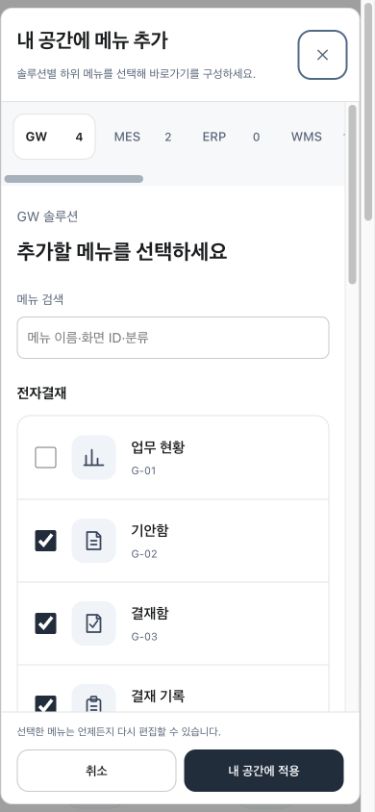 내 공간에 메뉴 추가
솔루션별 하위 메뉴를 선택해 바로가기를 구성하세요.
GW 4 MES 2 ERP 0 WMS
GW 솔루션
추가할 메뉴를 선택하세요
메뉴 검색
메뉴 이름·화면 ID·분류
전자결재
업무 현황
G-01
기안함
G-02
결재함
G-03
결재 기록
선택한 메뉴는 언제든지 다시 편집할 수 있습니다.
취소 내 공간에 적용